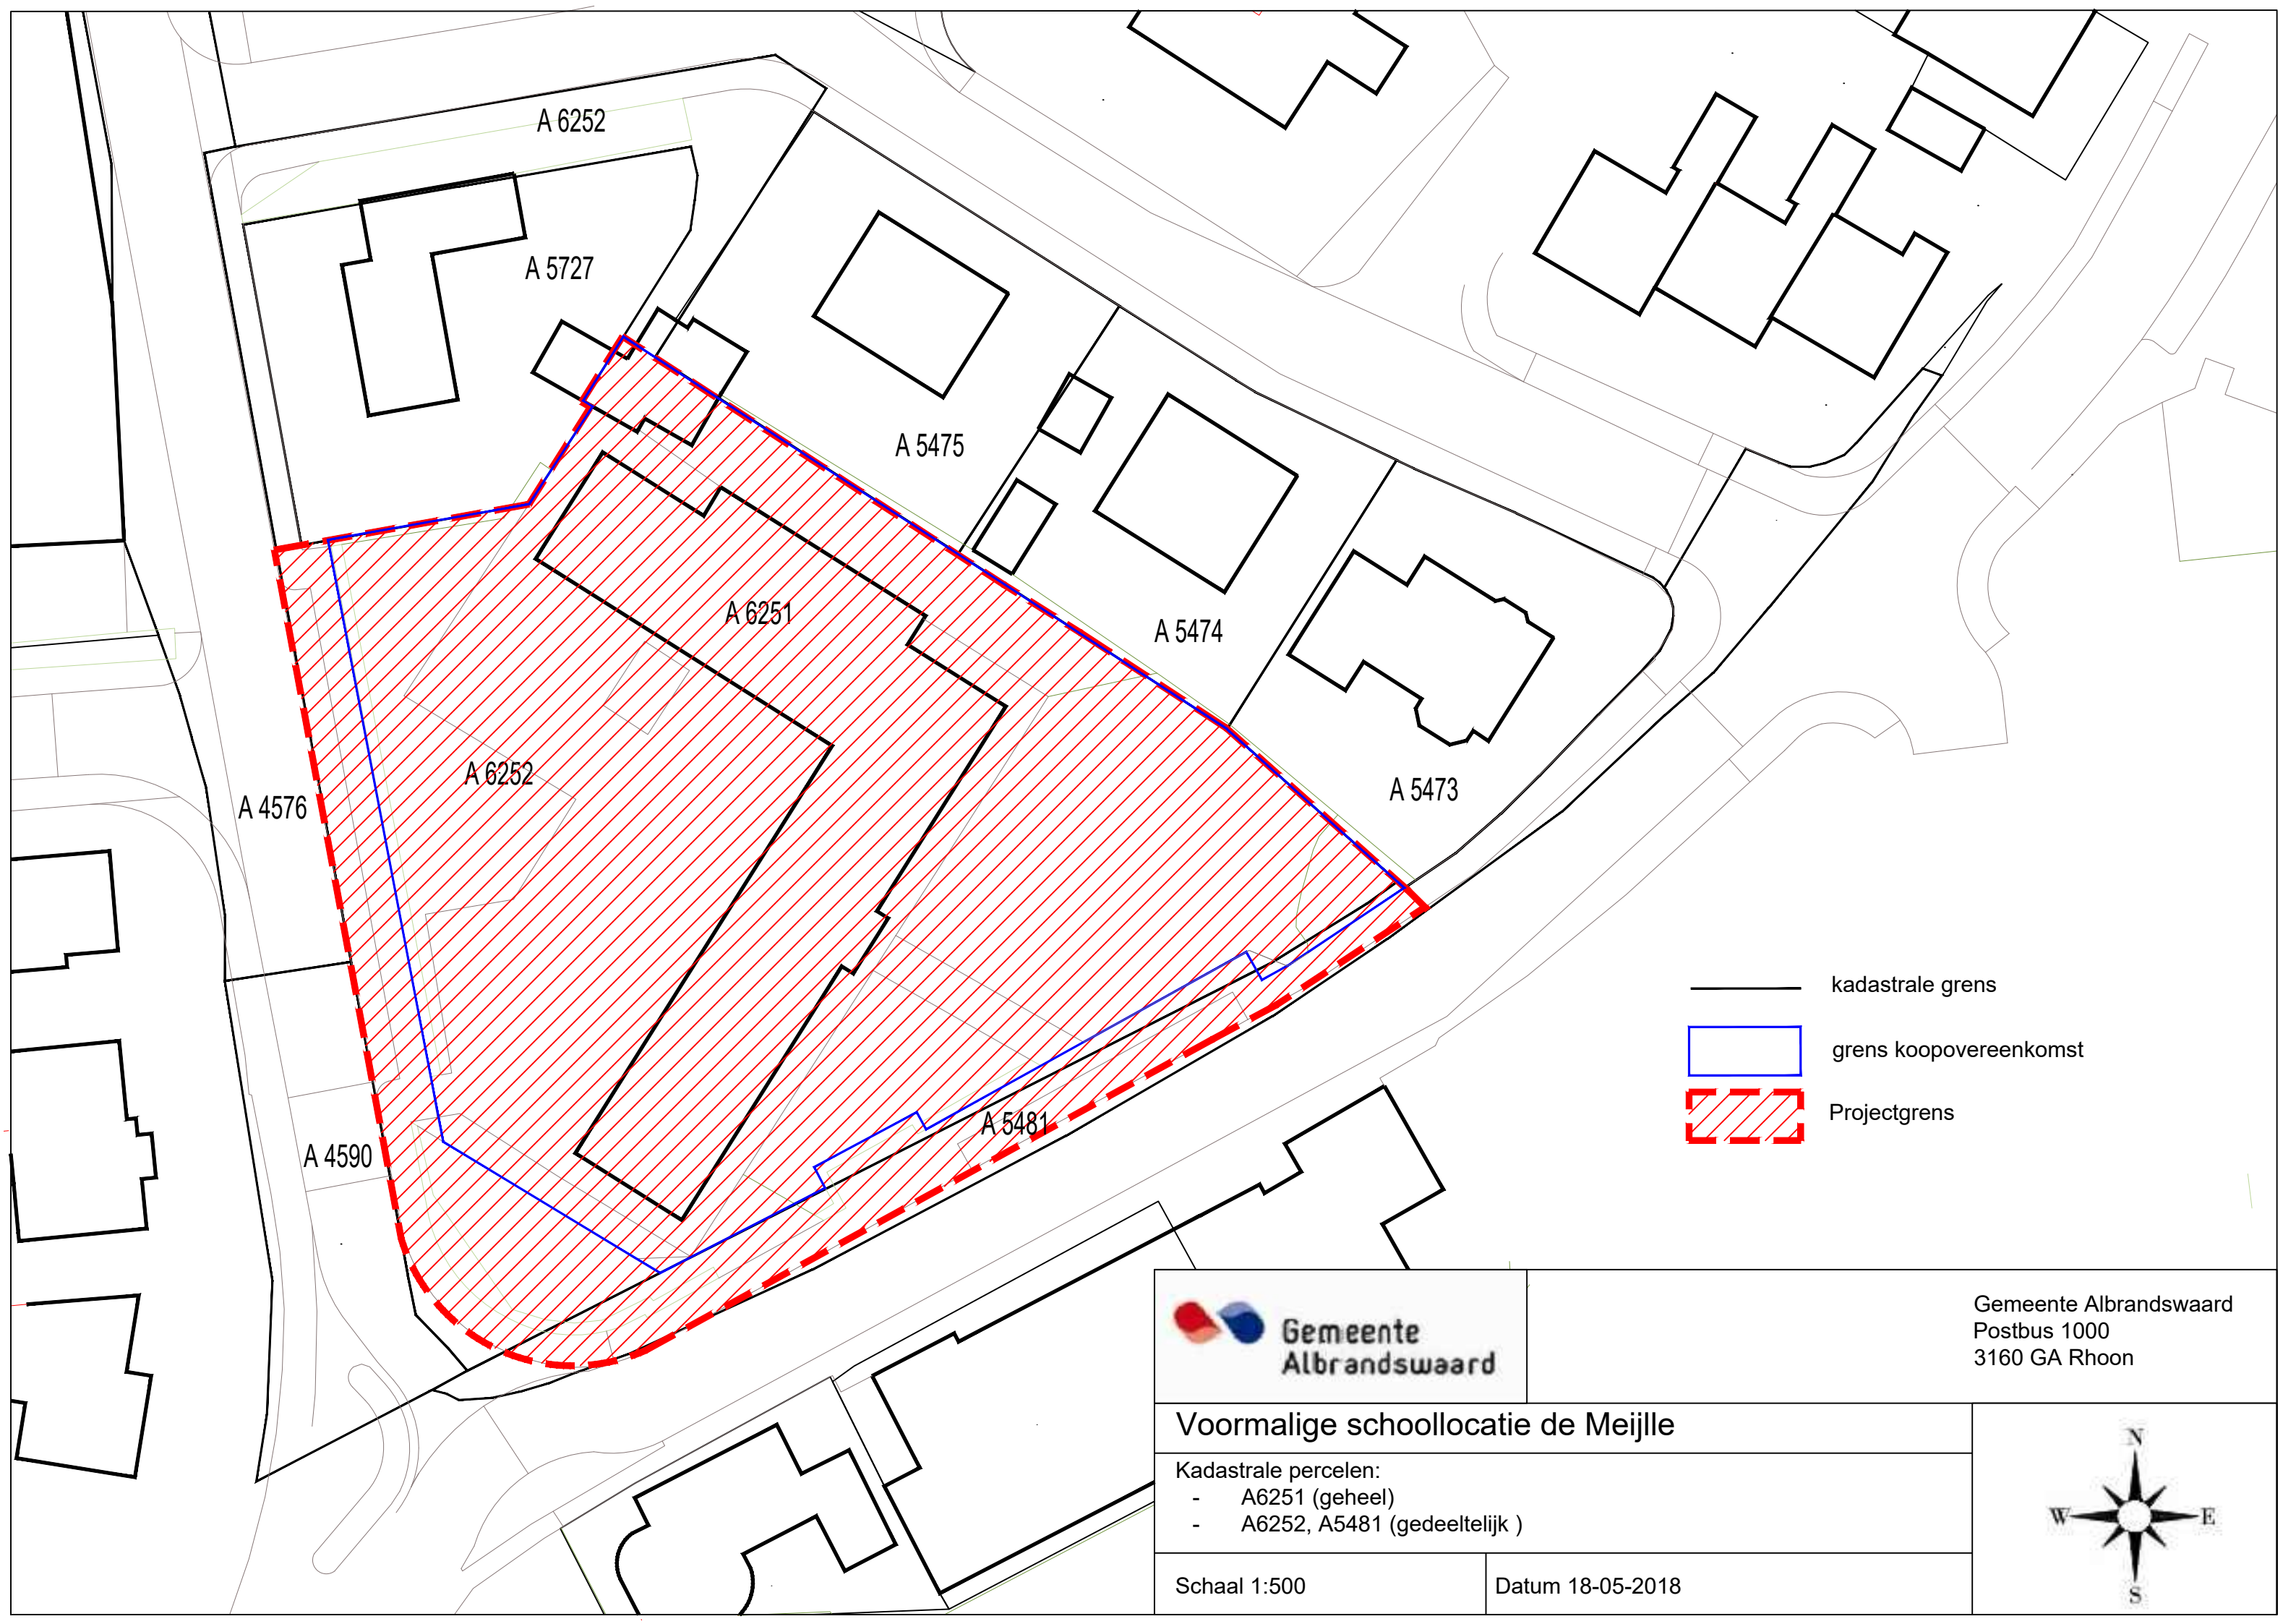 A 6252
A 5727
A 5475
A 6251
A 5474
A 6252
A 5473
A 4576
A 5481
A 4590
kadastrale grens
grens koopovereenkomst
Projectgrens
Gemeente
Albrandswaard
Gemeente Albrandswaard
Postbus 1000
3160 GA Rhoon
Voormalige schoollocatie de Meijlle
Kadastrale percelen:
- A6251 (geheel)
- A6252, A5481 (gedeeltelijk )
Schaal 1:500
Datum 18-05-2018
N
W E
S